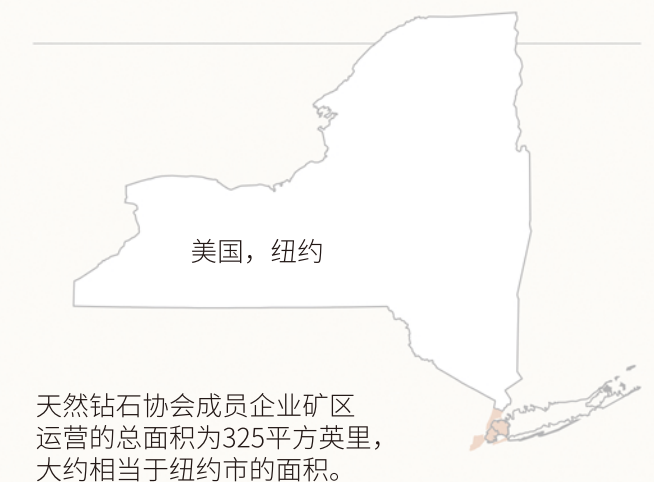 美国，纽约
天然钻石协会成员企业矿区
运营的总面积为325平方英里，
大约相当于纽约市的面积。